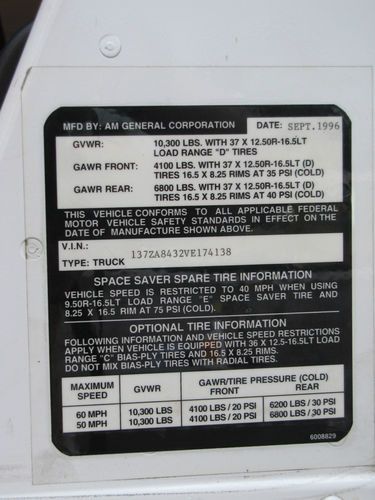 MFD BY: AM GENERAL CORPORATION DATE: SEPT.1996
GVWR: 10,300 LBS. WITH 37 X 12.50R-16.5LT
LOAD RANGE "D" TIRES
GAWR FRONT: 4100 LBS. WITH 37 X 12.50R-16.5LT (D)
TIRES 16.5 X 8.25 RIMS AT 35 PSI (COLD)
GAWR REAR: 6800 LBS. WITH 37 X 12.50R-16.5LT (D)
TIRES 16.5 X 8.25 RIMS AT 40 PSI (COLD)
THIS VEHICLE CONFORMS TO ALL APPLICABLE FEDERAL
MOTOR VEHICLE SAFETY STANDARDS IN EFFECT ON THE
DATE OF MANUFACTURE SHOWN ABOVE.
V.I.N.: 137ZA8432VE174138
TYPE: TRUCK
SPACE SAVER SPARE TIRE INFORMATION
VEHICLE SPEED IS RESTRICTED TO 40 MPH WHEN USING
9.50R-16.5LT LOAD RANGE "E" SPACE SAVER TIRE AND
8.25 X 16.5 RIM AT 75 PSI (COLD).
OPTIONAL TIRE INFORMATION
FOLLOWING INFORMATION AND VEHICLE SPEED RESTRICTIONS
APPLY WHEN VEHICLE IS EQUIPPED WITH 36 X 12.5-16.5LT LOAD
RANGE "C" BIAS-PLY TIRES AND 16.5 X 8.25 RIMS.
DO NOT MIX BIAS-PLY TIRES WITH RADIAL TIRES.
MAXIMUM SPEED GVWR GAWR/TIRE PRESSURE (COLD)
FRONT REAR
60 MPH 10,300 LBS 4100 LBS / 20 PSI 6200 LBS / 30 PSI
50 MPH 10,300 LBS 4100 LBS / 20 PSI 6800 LBS / 30 PSI
6008829